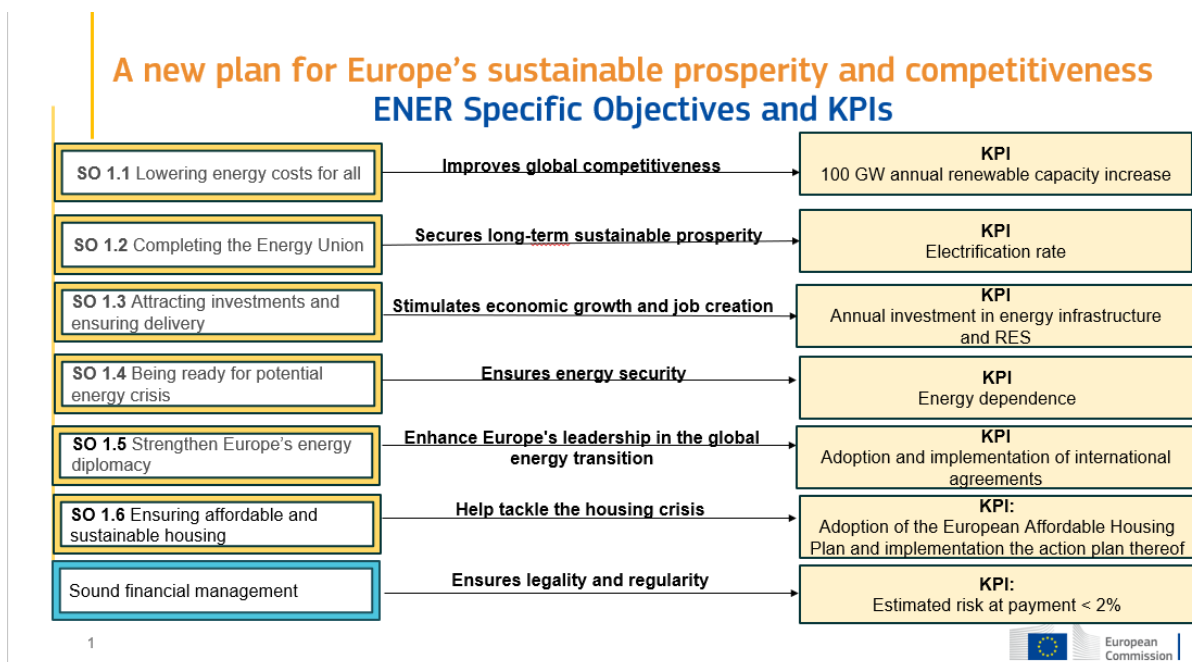 A new plan for Europe's sustainable prosperity and competitiveness
ENER Specific Objectives and KPIs
SO 1.1 Lowering energy costs for all
Improves global competitiveness
KPI
100 GW annual renewable capacity increase
SO 1.2 Completing the Energy Union
Secures long-term sustainable prosperity
KPI
Electrification rate
SO 1.3 Attracting investments and
ensuring delivery
Stimulates economic growth and job creation
KPI
Annual investment in energy infrastructure
and RES
SO 1.4 Being ready for potential
energy crisis
Ensures energy security
KPI
Energy dependence
SO 1.5 Strengthen Europe's energy
diplomacy
Enhance Europe's leadership in the global
energy transition
KPI
Adoption and implementation of international
agreements
SO 1.6 Ensuring affordable and
sustainable housing
Help tackle the housing crisis
KPI:
Adoption of the European Affordable Housing
Plan and implementation the action plan thereof
Sound financial management
Ensures legality and regularity
KPI:
Estimated risk at payment < 2%
1
European
Commission